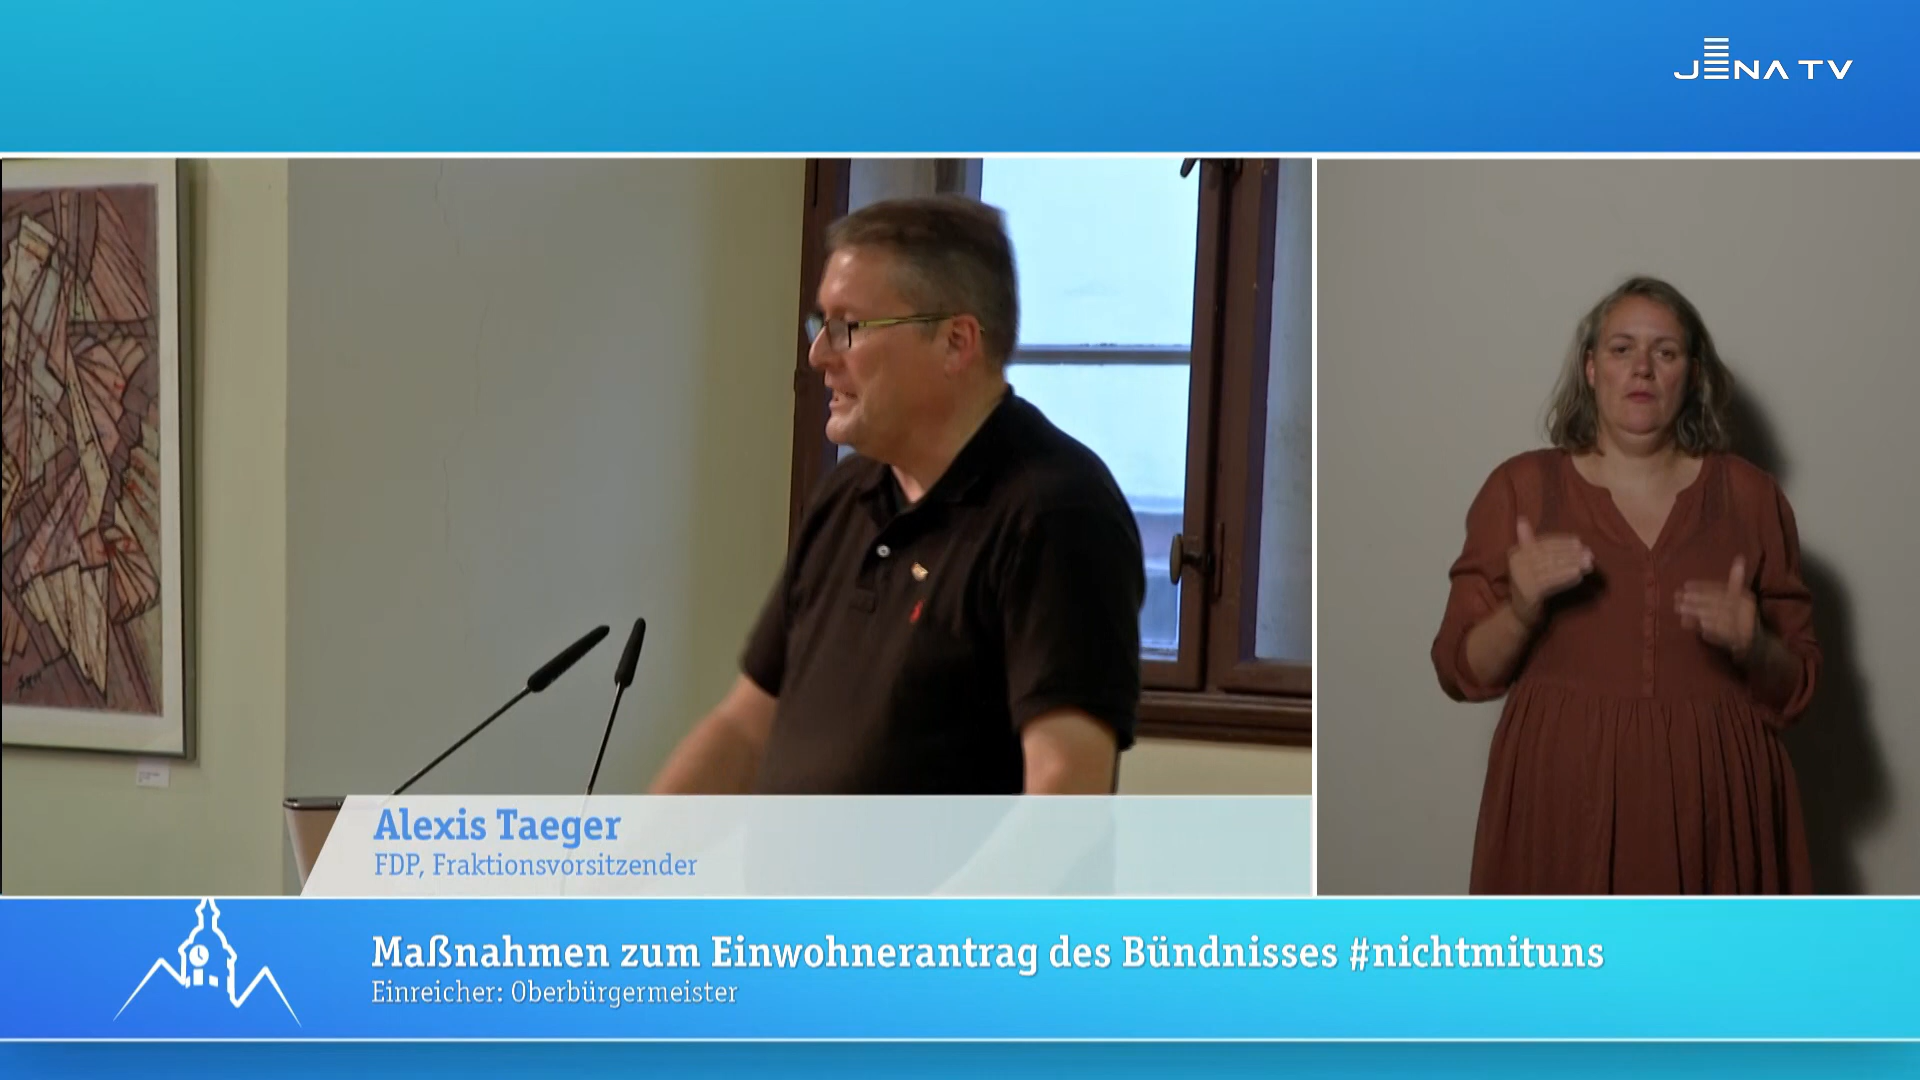 JENA TV
Alexis Taeger
FDP, Fraktionsvorsitzender
Maßnahmen zum Einwohnerantrag des Bündnisses #nichtmituns
Einreicher: Oberbürgermeister